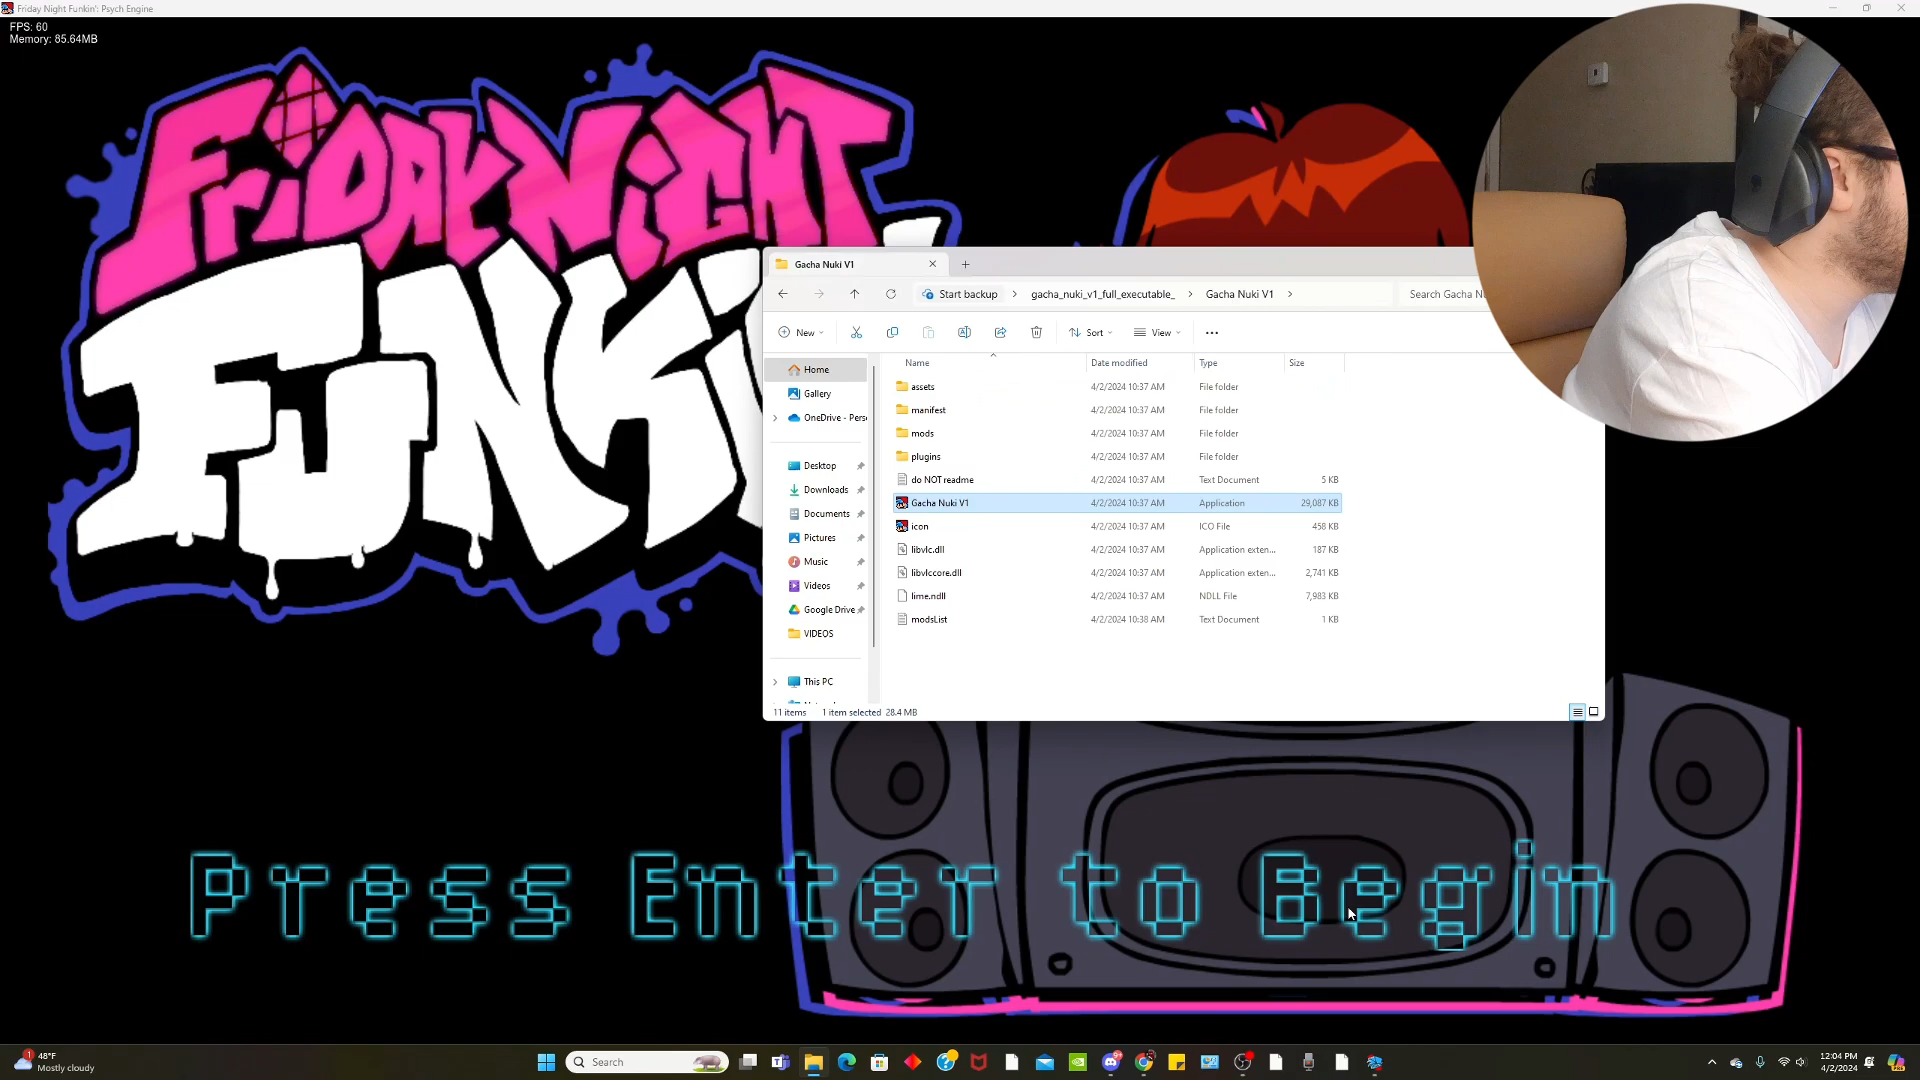 Friday Night Funkin': Psych Engine
FPS: 60
Memory: 85.64MB
FRIDAY NIGHT
Gacha Nuki V1
Start backup
gacha_nuki_v1_full_executable_
Gacha Nuki V1
Search Gacha Nu
New
Sort
View
Name
Date modified
Type
Size
Home
Gallery
OneDrive - Pers
Desktop
Downloads
Documents
Pictures
Music
Videos
Google Drive
VIDEOS
This PC
assets 4/2/2024 10:37 AM File folder
manifest 4/2/2024 10:37 AM File folder
mods 4/2/2024 10:37 AM File folder
plugins 4/2/2024 10:37 AM File folder
do NOT readme 4/2/2024 10:37 AM Text Document 5 KB
Gacha Nuki V1 4/2/2024 10:37 AM Application 29,087 KB
icon 4/2/2024 10:37 AM ICO File 458 KB
libvlc.dll 4/2/2024 10:37 AM Application exten... 187 KB
libvlccore.dll 4/2/2024 10:37 AM Application exten... 2,741 KB
lime.ndll 4/2/2024 10:37 AM NDLL File 7,983 KB
modsList 4/2/2024 10:38 AM Text Document 1 KB
11 items 1 item selected 28.4 MB
Press Enter to Begin
1
48°F
Mostly cloudy
Search
12:04 PM
4/2/2024